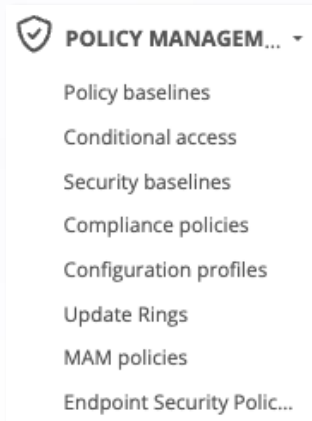 POLICY MANAGEM...
Policy baselines
Conditional access
Security baselines
Compliance policies
Configuration profiles
Update Rings
MAM policies
Endpoint Security Polic...